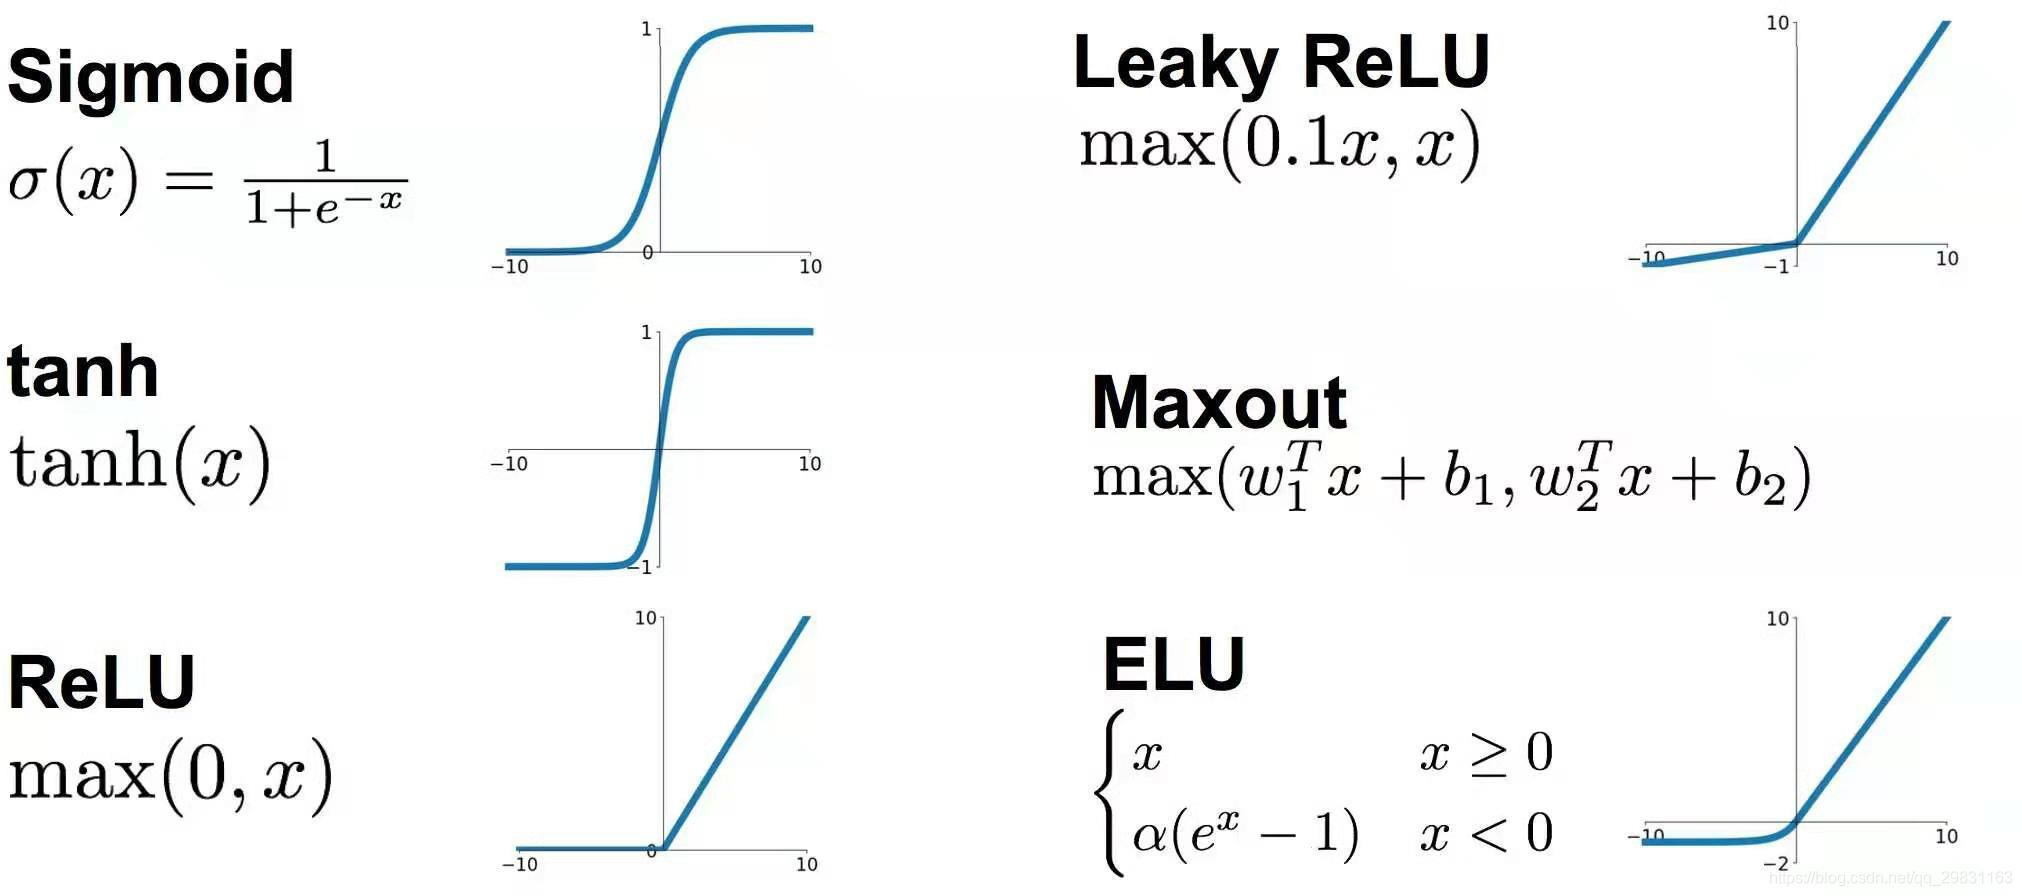 Sigmoid
σ(x) = 1/(1+e^{−x})
1
0
−10
10
tanh
tanh(x)
1
−10
10
−1
ReLU
max(0, x)
10
0
−10
10
Leaky ReLU
max(0.1x, x)
10
−10
−1
10
Maxout
max(w_1^T x + b_1, w_2^T x + b_2)
ELU
x x ≥ 0
α(e^x − 1) x < 0
10
−10
10
−2
https://blog.csdn.net/qq_29831163